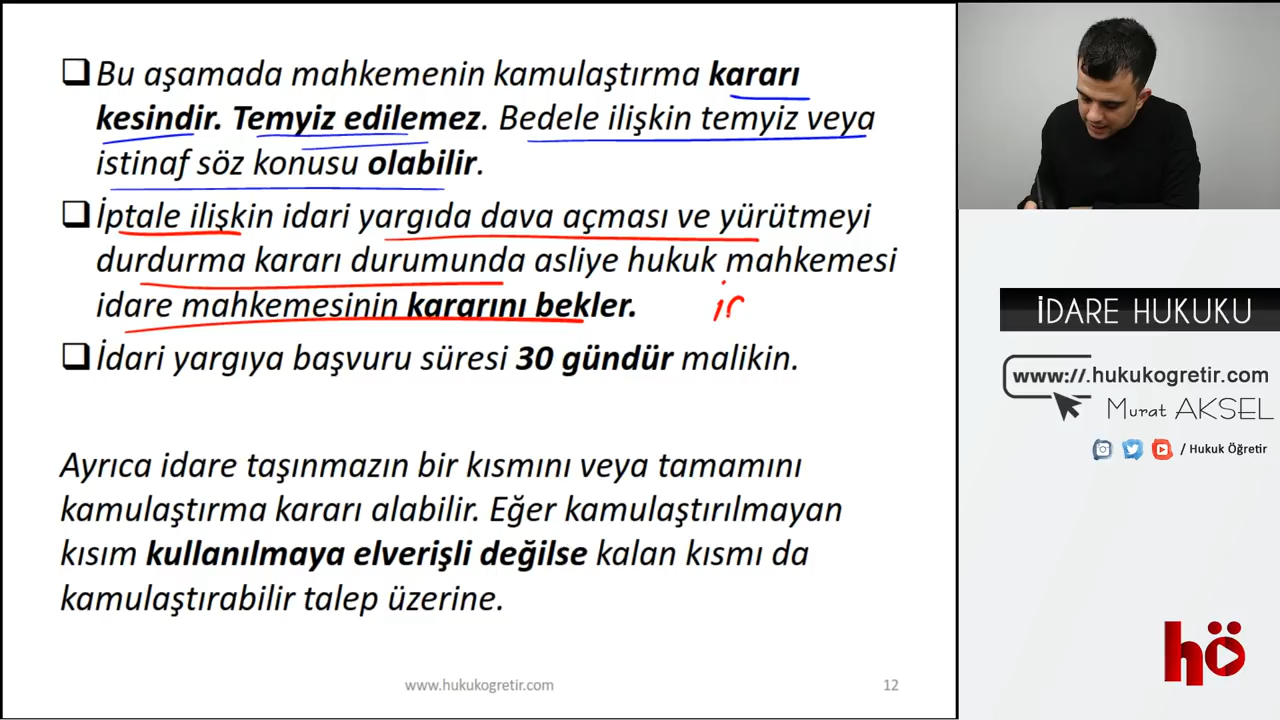 Bu aşamada mahkemenin kamulaştırma kararı
kesindir. Temyiz edilemez. Bedele ilişkin temyiz veya
istinaf söz konusu olabilir.
İptale ilişkin idari yargıda dava açması ve yürütmeyi
durdurma kararı durumunda asliye hukuk mahkemesi
idare mahkemesinin kararını bekler.
İdari yargıya başvuru süresi 30 gündür malikin.
Ayrıca idare taşınmazın bir kısmını veya tamamını
kamulaştırma kararı alabilir. Eğer kamulaştırılmayan
kısım kullanılmaya elverişli değilse kalan kısmı da
kamulaştırabilir talep üzerine.
www.hukukogretir.com
12
İDARE HUKUKU
www://.hukukogretir.com
Murat AKSEL
/ Hukuk Öğretir
hö